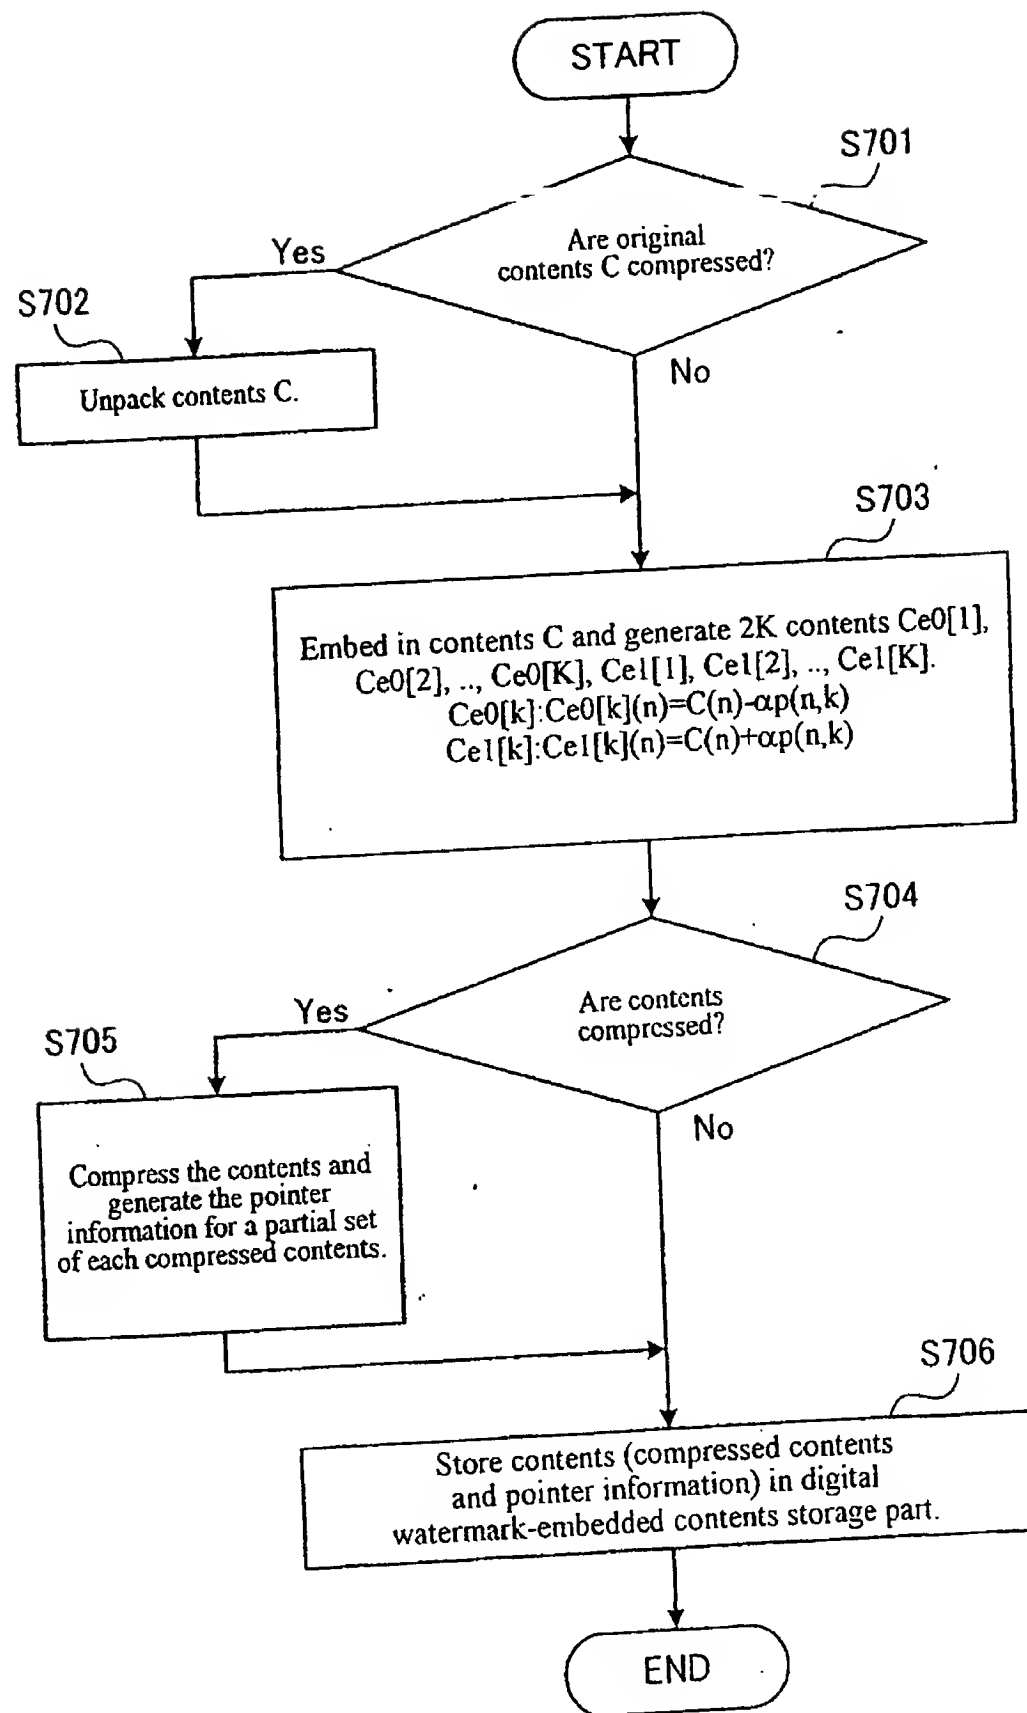 START
S701
Are original
contents C compressed?
Yes
No
S702
Unpack contents C.
S703
Embed in contents C and generate 2K contents Ce0[1],
Ce0[2], .., Ce0[K], Ce1[1], Ce1[2], .., Ce1[K].
Ce0[k]:Ce0[k](n)=C(n)-αp(n,k)
Ce1[k]:Ce1[k](n)=C(n)+αp(n,k)
S704
Are contents
compressed?
Yes
No
S705
Compress the contents and
generate the pointer
information for a partial set
of each compressed contents.
S706
Store contents (compressed contents
and pointer information) in digital
watermark-embedded contents storage part.
END